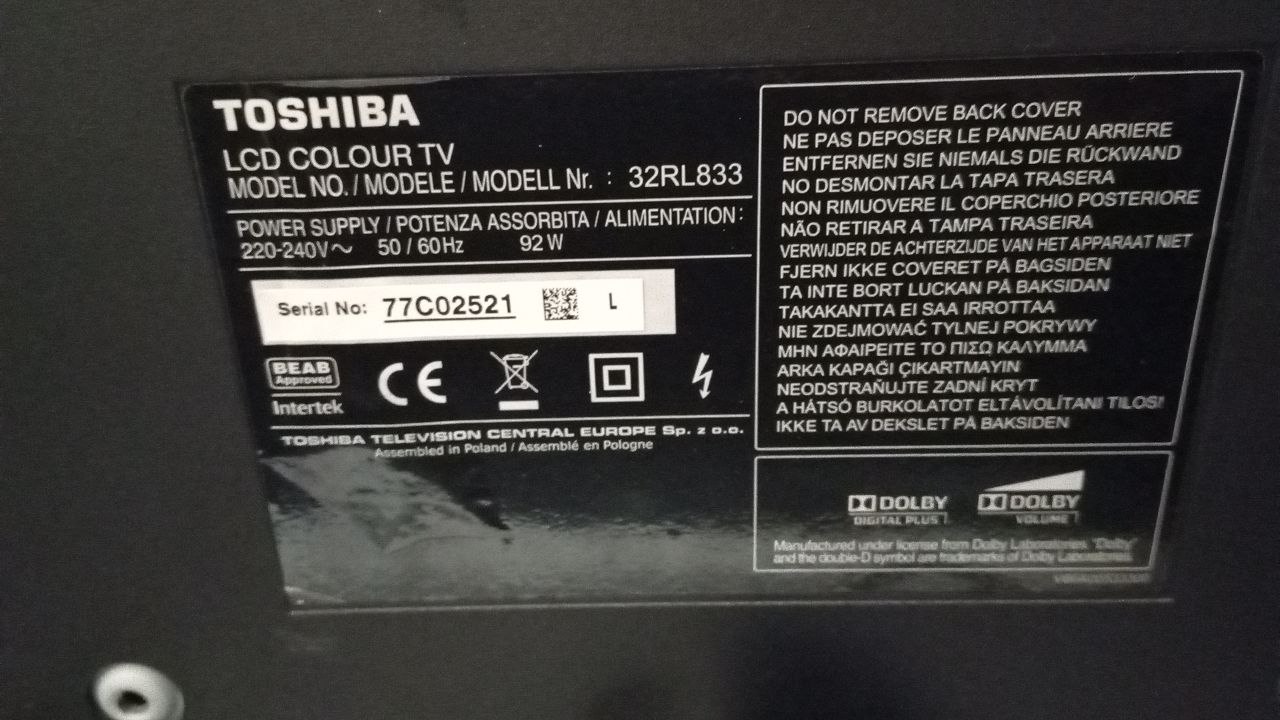 TOSHIBA
LCD COLOUR TV
MODEL NO. / MODELE / MODELL Nr. : 32RL833
POWER SUPPLY / POTENZA ASSORBITA / ALIMENTATION :
220-240V～ 50 / 60Hz 92 W
Serial No: 77C02521 L
BEAB
Approved
Intertek
CE
TOSHIBA TELEVISION CENTRAL EUROPE Sp. z o.o.
Assembled in Poland / Assemblé en Pologne
DO NOT REMOVE BACK COVER
NE PAS DEPOSER LE PANNEAU ARRIERE
ENTFERNEN SIE NIEMALS DIE RÜCKWAND
NO DESMONTAR LA TAPA TRASERA
NON RIMUOVERE IL COPERCHIO POSTERIORE
NÃO RETIRAR A TAMPA TRASEIRA
VERWIJDER DE ACHTERZIJDE VAN HET APPARAAT NIET
FJERN IKKE COVERET PÅ BAGSIDEN
TA INTE BORT LUCKAN PÅ BAKSIDAN
TAKAKANTTA EI SAA IRROTTAA
NIE ZDEJMOWAĆ TYLNEJ POKRYWY
ΜΗΝ ΑΦΑΙΡΕΙΤΕ ΤΟ ΠΙΣΩ ΚΑΛΥΜΜΑ
ARKA KAPAĞI ÇIKARTMAYIN
NEODSTRAŇUJTE ZADNÍ KRYT
A HÁTSÓ BURKOLATOT ELTÁVOLÍTANI TILOS!
IKKE TA AV DEKSLET PÅ BAKSIDEN
DOLBY DOLBY
DIGITAL PLUS VOLUME
Manufactured under license from Dolby Laboratories. "Dolby"
and the double-D symbol are trademarks of Dolby Laboratories.